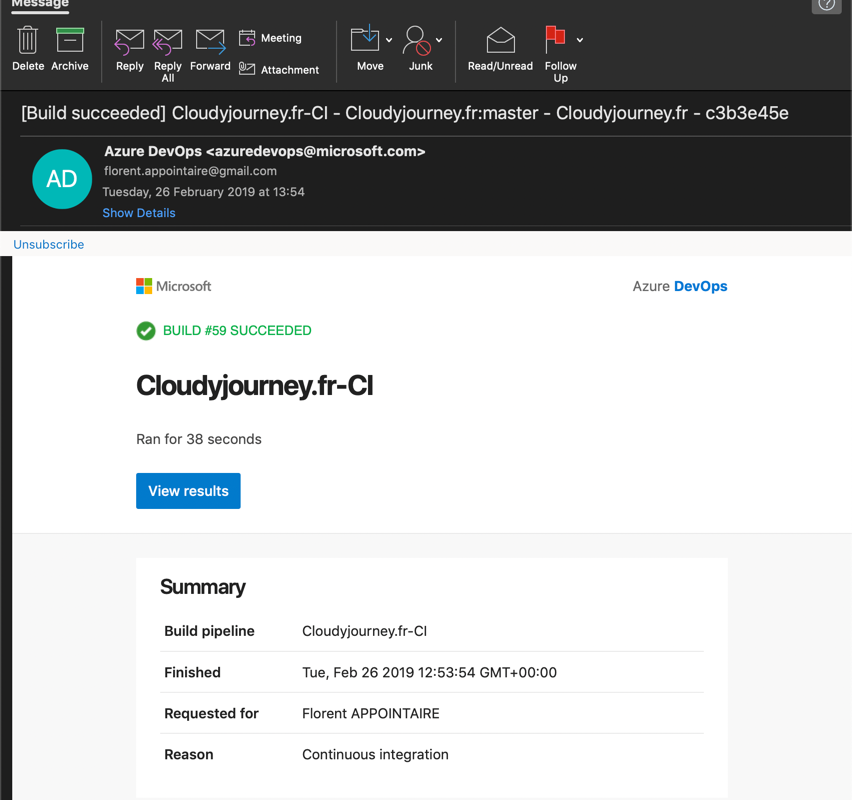 Message
?
Delete
Archive
Reply
Reply
All
Forward
Meeting
Attachment
Move
Junk
Read/Unread
Follow
Up
[Build succeeded] Cloudyjourney.fr-CI - Cloudyjourney.fr:master - Cloudyjourney.fr - c3b3e45e
AD
Azure DevOps <azuredevops@microsoft.com>
florent.appointaire@gmail.com
Tuesday, 26 February 2019 at 13:54
Show Details
Unsubscribe
Microsoft
Azure DevOps
BUILD #59 SUCCEEDED
Cloudyjourney.fr-CI
Ran for 38 seconds
View results
Summary
Build pipeline Cloudyjourney.fr-CI
Finished Tue, Feb 26 2019 12:53:54 GMT+00:00
Requested for Florent APPOINTAIRE
Reason Continuous integration